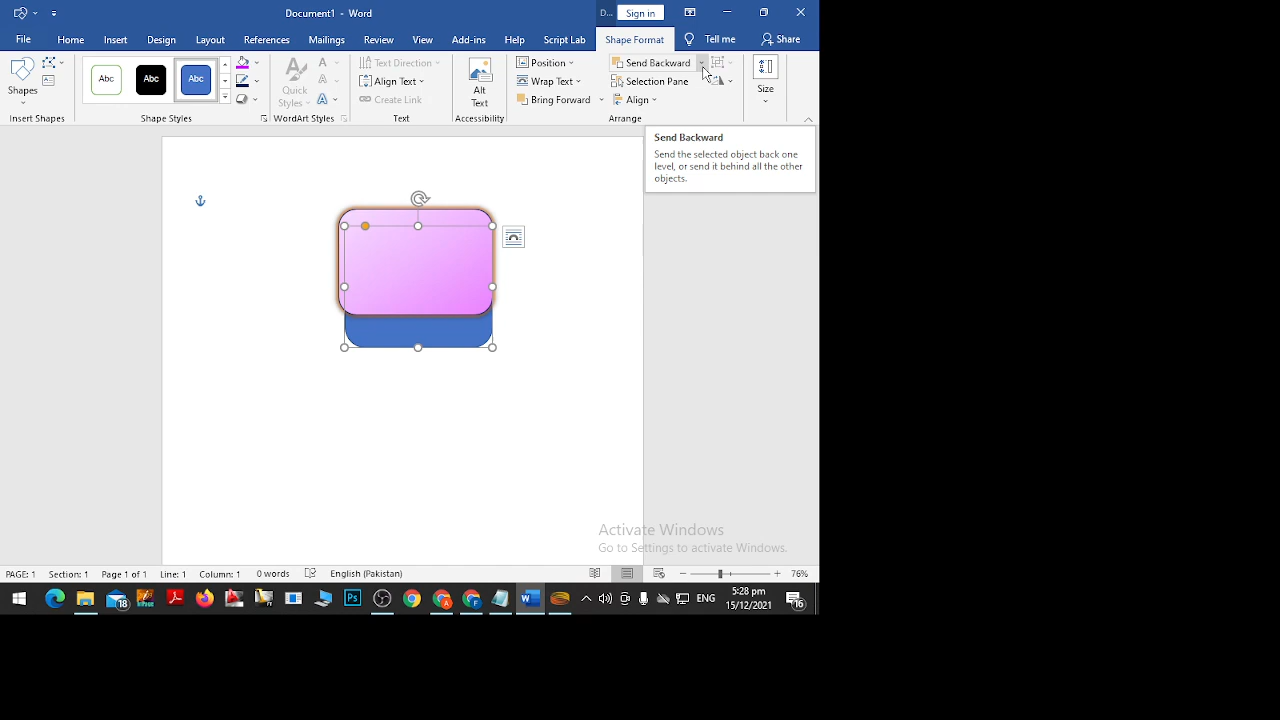 Document1 - Word
D... Sign in
File Home Insert Design Layout References Mailings Review View Add-ins Help Script Lab Shape Format Tell me Share
Shapes
Insert Shapes
Abc Abc Abc
Shape Styles
Quick Styles
WordArt Styles
Text Direction
Align Text
Create Link
Text
Alt Text
Accessibility
Position
Wrap Text
Bring Forward
Send Backward
Selection Pane
Align
Arrange
Size
Send Backward
Send the selected object back one
level, or send it behind all the other
objects.
Activate Windows
Go to Settings to activate Windows.
PAGE: 1 Section: 1 Page 1 of 1 Line: 1 Column: 1 0 words English (Pakistan) 76%
18 Ps A F W ENG 5:28 pm
15/12/2021 16